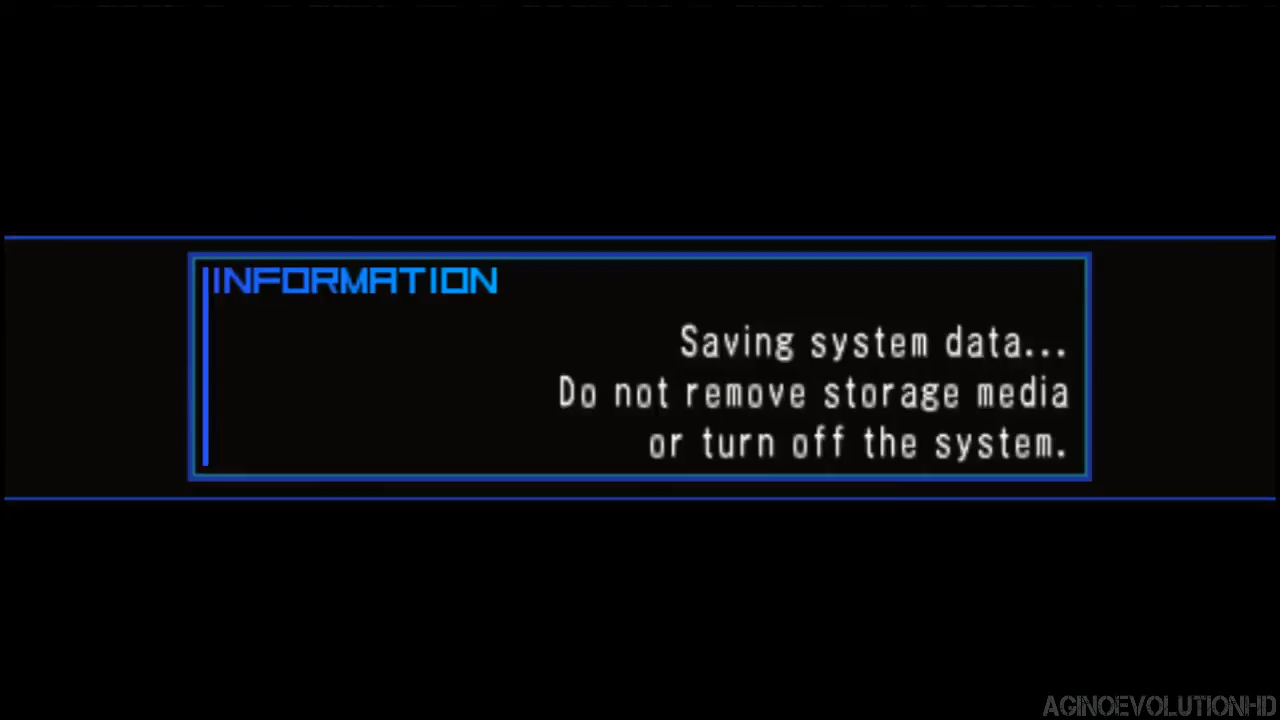 INFORMATION
Saving system data...
Do not remove storage media
or turn off the system.
AGINOEVOLUTIONHD